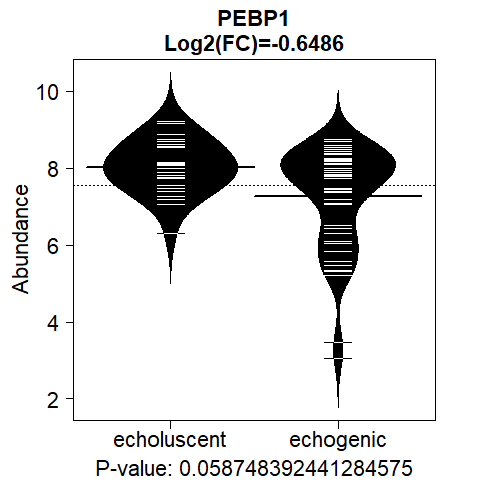 PEBP1
Log2(FC)=-0.6486
Abundance
10
8
6
4
2
echoluscent echogenic
P-value: 0.058748392441284575